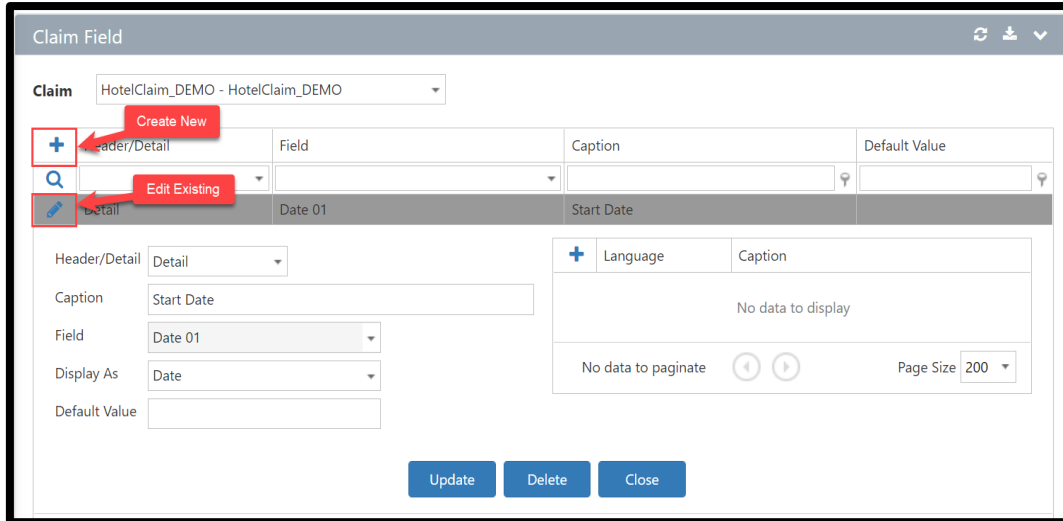 Claim Field
Claim HotelClaim_DEMO - HotelClaim_DEMO
Create New
Header/Detail Field Caption Default Value
Edit Existing
Detail Date 01 Start Date
Header/Detail Detail
Caption Start Date
Field Date 01
Display As Date
Default Value
Language Caption
No data to display
No data to paginate Page Size 200
Update Delete Close